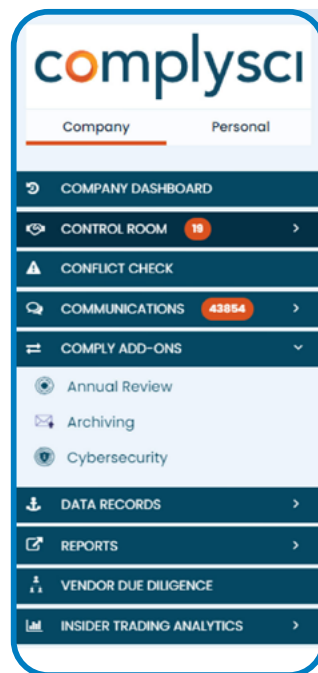 complysci
Company Personal
COMPANY DASHBOARD
CONTROL ROOM 19
CONFLICT CHECK
COMMUNICATIONS 43854
COMPLY ADD-ONS
Annual Review
Archiving
Cybersecurity
DATA RECORDS
REPORTS
VENDOR DUE DILIGENCE
INSIDER TRADING ANALYTICS